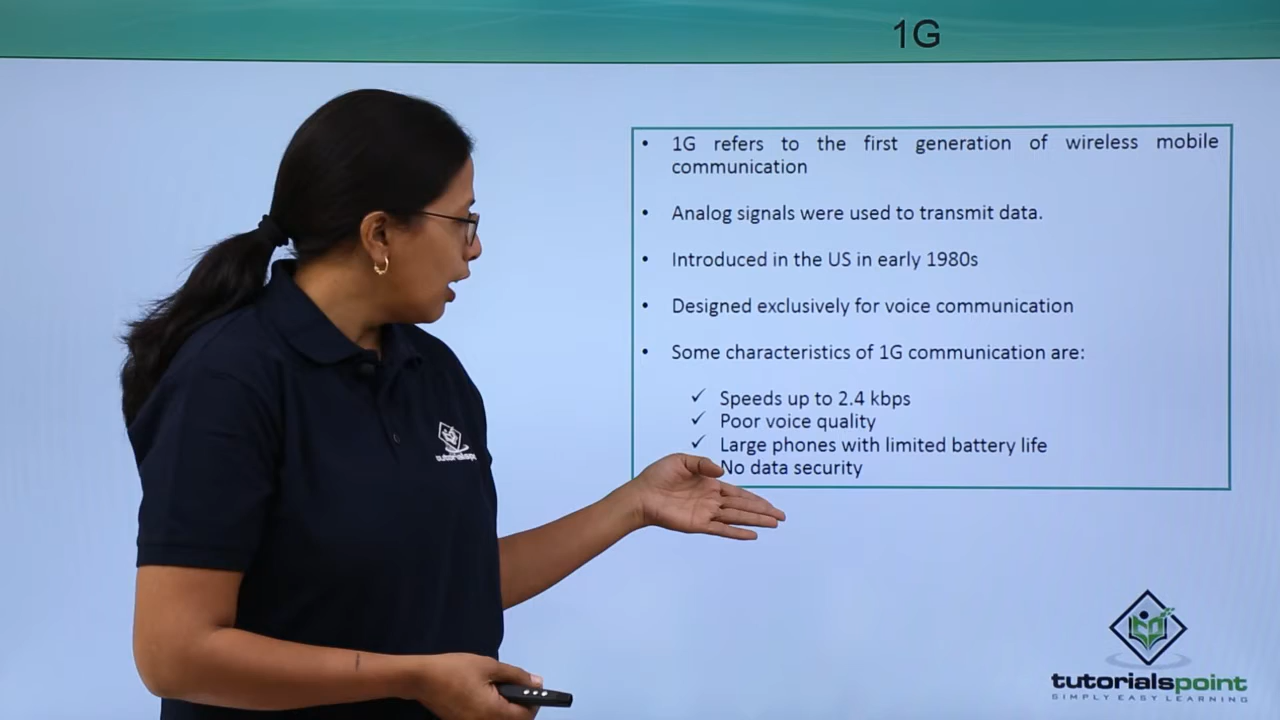 1G
• 1G refers to the first generation of wireless mobile
communication
• Analog signals were used to transmit data.
• Introduced in the US in early 1980s
• Designed exclusively for voice communication
• Some characteristics of 1G communication are:
✓ Speeds up to 2.4 kbps
✓ Poor voice quality
✓ Large phones with limited battery life
No data security
tutorialspoint
SIMPLY EASY LEARNING